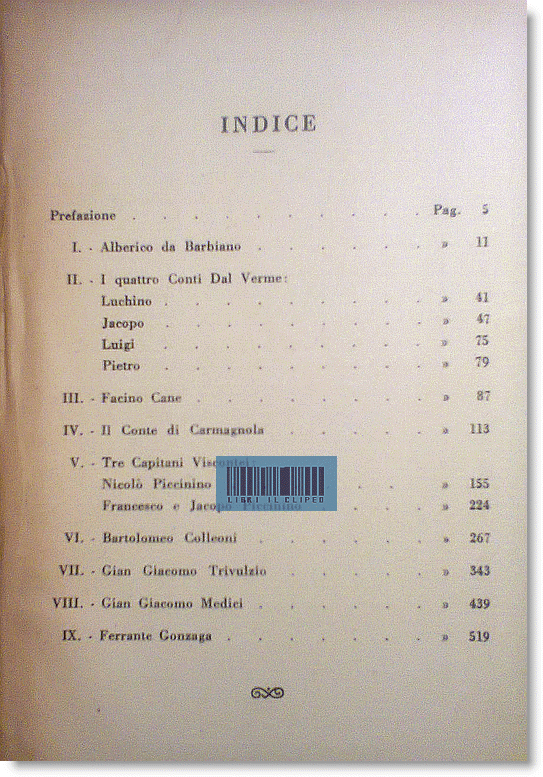 INDICE
Prefazione . . . . . . . . . . Pag. 5
I. - Alberico da Barbiano . . . . . . » 11
II. - I quattro Conti Dal Verme:
Luchino . . . . . . . . . » 41
Jacopo . . . . . . . . . » 47
Luigi . . . . . . . . . » 75
Pietro . . . . . . . . . » 79
III. - Facino Cane . . . . . . . . » 87
IV. - Il Conte di Carmagnola . . . . . » 113
V. - Tre Capitani Viscontei:
Nicolò Piccinino . . . » 155
LIBRI IL CLIPEO
Francesco e Jacopo Piccinino . . . . » 224
VI. - Bartolomeo Colleoni . . . . . . » 267
VII. - Gian Giacomo Trivulzio . . . . . » 343
VIII. - Gian Giacomo Medici . . . . . . » 439
IX. - Ferrante Gonzaga . . . . . . . » 519